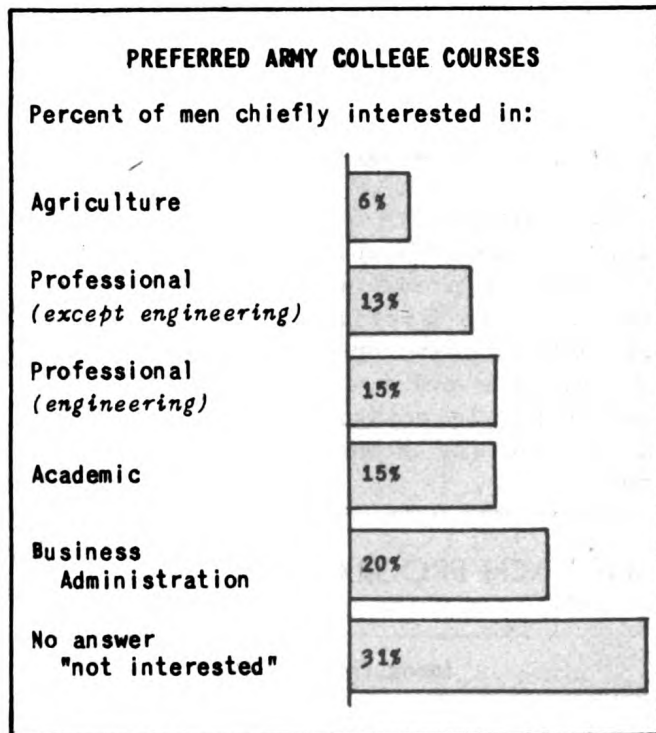 PREFERRED ARMY COLLEGE COURSES
Percent of men chiefly interested in:
Agriculture
6%
Professional
(except engineering)
13%
Professional
(engineering)
15%
Academic
15%
Business
Administration
20%
No answer
"not interested"
31%